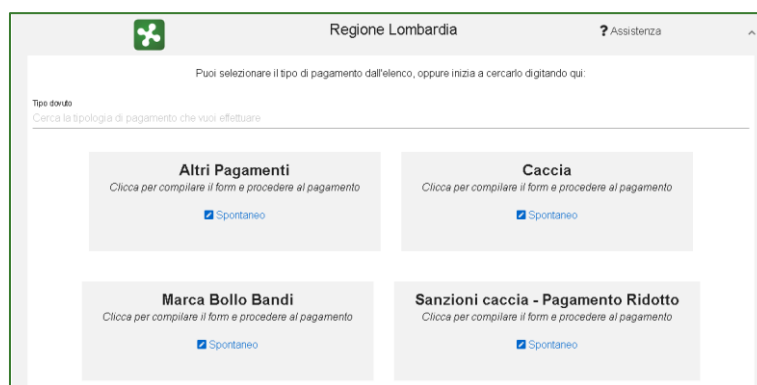 Regione Lombardia
? Assistenza
Puoi selezionare il tipo di pagamento dall'elenco, oppure inizia a cercarlo digitando qui:
Tipo dovuto
Cerca la tipologia di pagamento che vuoi effettuare
Altri Pagamenti
Clicca per compilare il form e procedere al pagamento
Spontaneo
Caccia
Clicca per compilare il form e procedere al pagamento
Spontaneo
Marca Bollo Bandi
Clicca per compilare il form e procedere al pagamento
Spontaneo
Sanzioni caccia - Pagamento Ridotto
Clicca per compilare il form e procedere al pagamento
Spontaneo